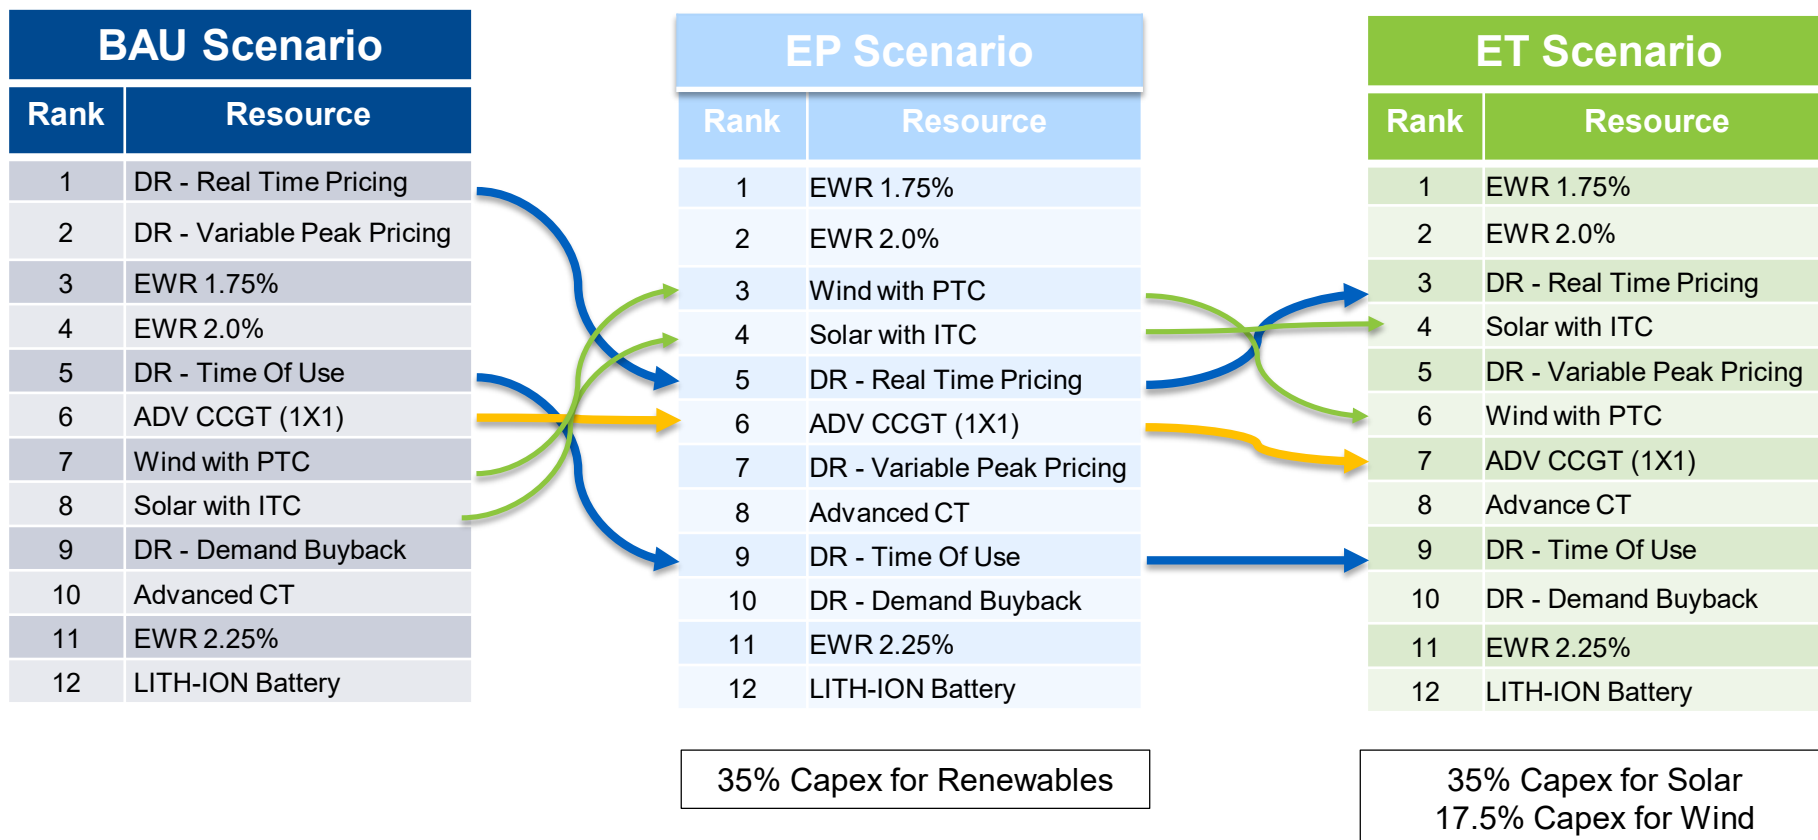 BAU Scenario
Rank Resource
1 DR - Real Time Pricing
2 DR - Variable Peak Pricing
3 EWR 1.75%
4 EWR 2.0%
5 DR - Time Of Use
6 ADV CCGT (1X1)
7 Wind with PTC
8 Solar with ITC
9 DR - Demand Buyback
10 Advanced CT
11 EWR 2.25%
12 LITH-ION Battery
EP Scenario
Rank Resource
1 EWR 1.75%
2 EWR 2.0%
3 Wind with PTC
4 Solar with ITC
5 DR - Real Time Pricing
6 ADV CCGT (1X1)
7 DR - Variable Peak Pricing
8 Advanced CT
9 DR - Time Of Use
10 DR - Demand Buyback
11 EWR 2.25%
12 LITH-ION Battery
35% Capex for Renewables
ET Scenario
Rank Resource
1 EWR 1.75%
2 EWR 2.0%
3 DR - Real Time Pricing
4 Solar with ITC
5 DR - Variable Peak Pricing
6 Wind with PTC
7 ADV CCGT (1X1)
8 Advance CT
9 DR - Time Of Use
10 DR - Demand Buyback
11 EWR 2.25%
12 LITH-ION Battery
35% Capex for Solar
17.5% Capex for Wind